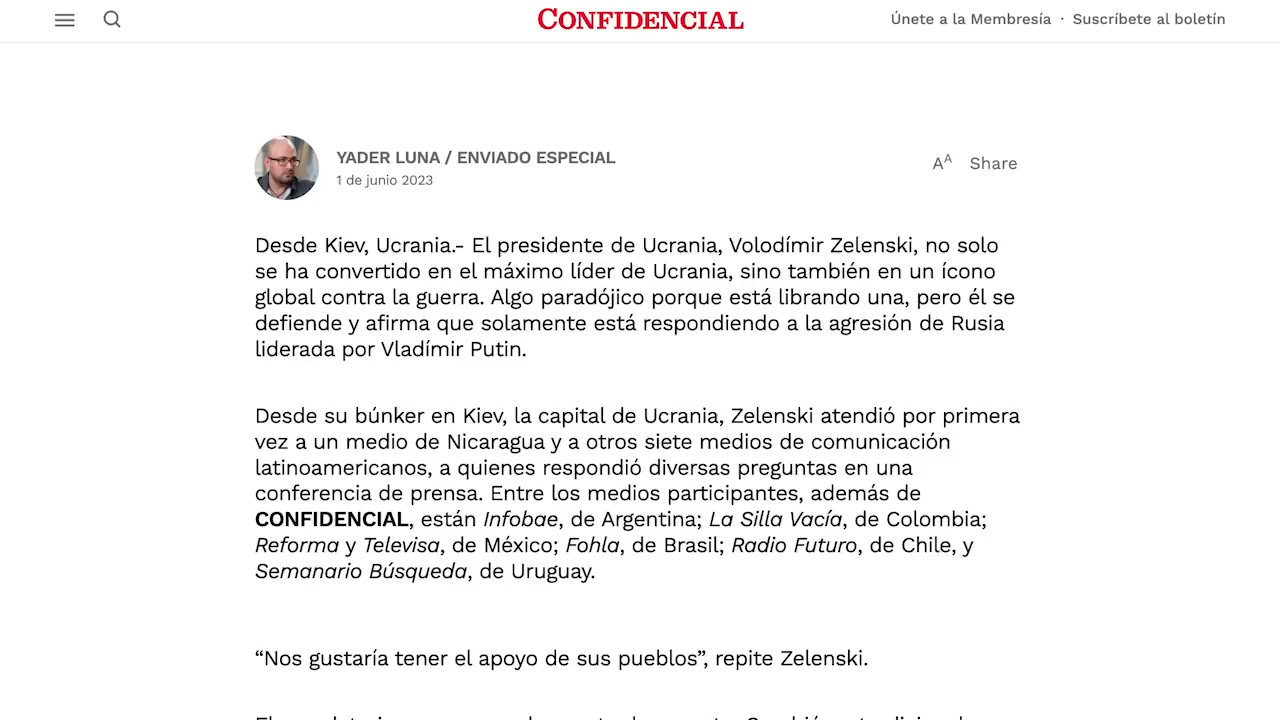 CONFIDENCIAL
Únete a la Membresía · Suscríbete al boletín
YADER LUNA / ENVIADO ESPECIAL
1 de junio 2023
AA Share
Desde Kiev, Ucrania.- El presidente de Ucrania, Volodímir Zelenski, no solo
se ha convertido en el máximo líder de Ucrania, sino también en un ícono
global contra la guerra. Algo paradójico porque está librando una, pero él se
defiende y afirma que solamente está respondiendo a la agresión de Rusia
liderada por Vladímir Putin.
Desde su búnker en Kiev, la capital de Ucrania, Zelenski atendió por primera
vez a un medio de Nicaragua y a otros siete medios de comunicación
latinoamericanos, a quienes respondió diversas preguntas en una
conferencia de prensa. Entre los medios participantes, además de
CONFIDENCIAL, están Infobae, de Argentina; La Silla Vacía, de Colombia;
Reforma y Televisa, de México; Fohla, de Brasil; Radio Futuro, de Chile, y
Semanario Búsqueda, de Uruguay.
“Nos gustaría tener el apoyo de sus pueblos”, repite Zelenski.